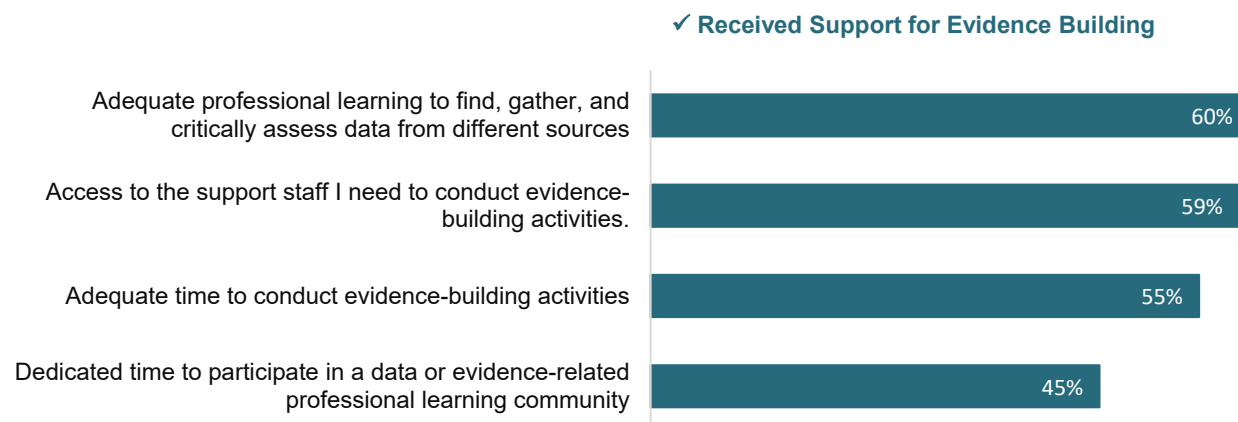 ✓ Received Support for Evidence Building
Adequate professional learning to find, gather, and
critically assess data from different sources
60%
Access to the support staff I need to conduct evidence-
building activities.
59%
Adequate time to conduct evidence-building activities
55%
Dedicated time to participate in a data or evidence-related
professional learning community
45%